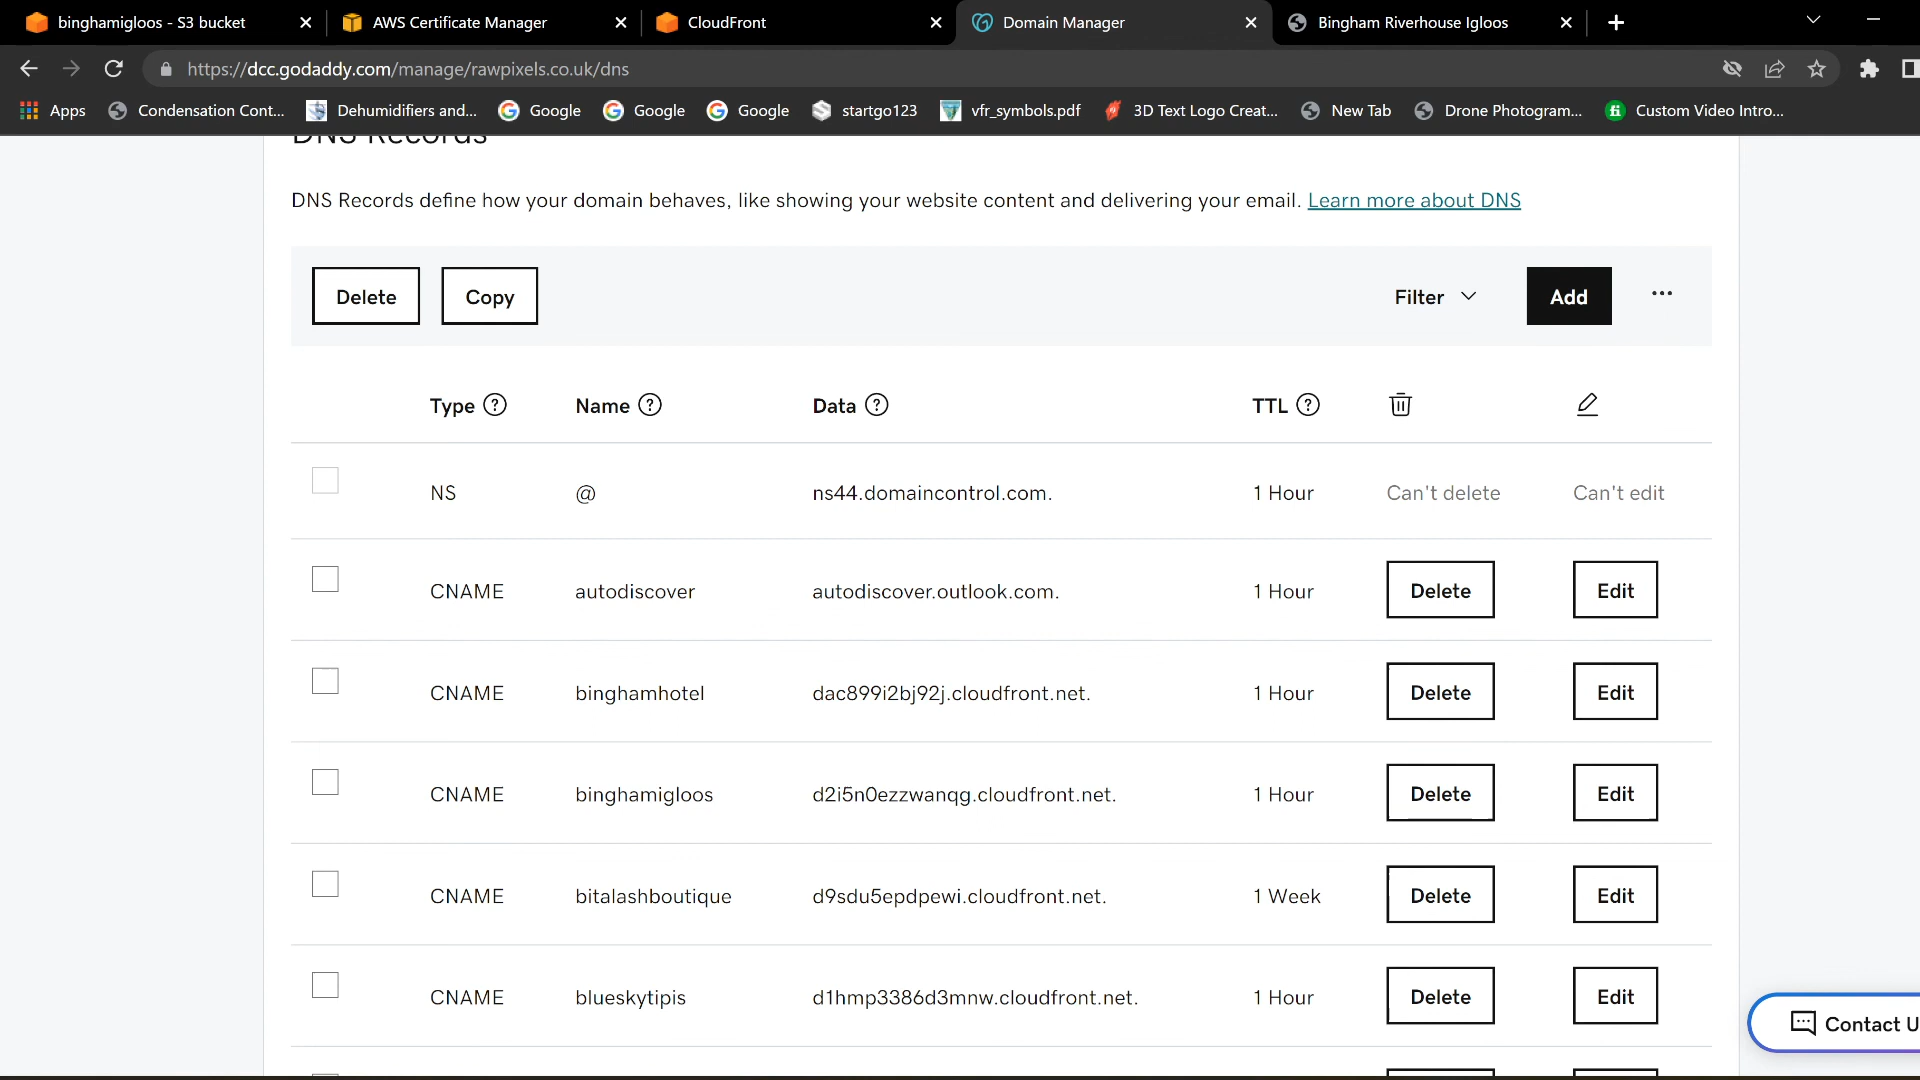 binghamigloos - S3 bucket
AWS Certificate Manager
CloudFront
Domain Manager
Bingham Riverhouse Igloos
https://dcc.godaddy.com/manage/rawpixels.co.uk/dns
Apps
Condensation Cont...
Dehumidifiers and...
Google
Google
Google
startgo123
vfr_symbols.pdf
3D Text Logo Creat...
New Tab
Drone Photogram...
fi
Custom Video Intro...
DNS Records
DNS Records define how your domain behaves, like showing your website content and delivering your email. Learn more about DNS
Delete Copy Filter Add ...
Type ? Name ? Data ? TTL ?
NS @ ns44.domaincontrol.com. 1 Hour Can't delete Can't edit
CNAME autodiscover autodiscover.outlook.com. 1 Hour Delete Edit
CNAME binghamhotel dac899i2bj92j.cloudfront.net. 1 Hour Delete Edit
CNAME binghamigloos d2i5n0ezzwanqg.cloudfront.net. 1 Hour Delete Edit
CNAME bitalashboutique d9sdu5epdpewi.cloudfront.net. 1 Week Delete Edit
CNAME blueskytipis d1hmp3386d3mnw.cloudfront.net. 1 Hour Delete Edit
Contact U